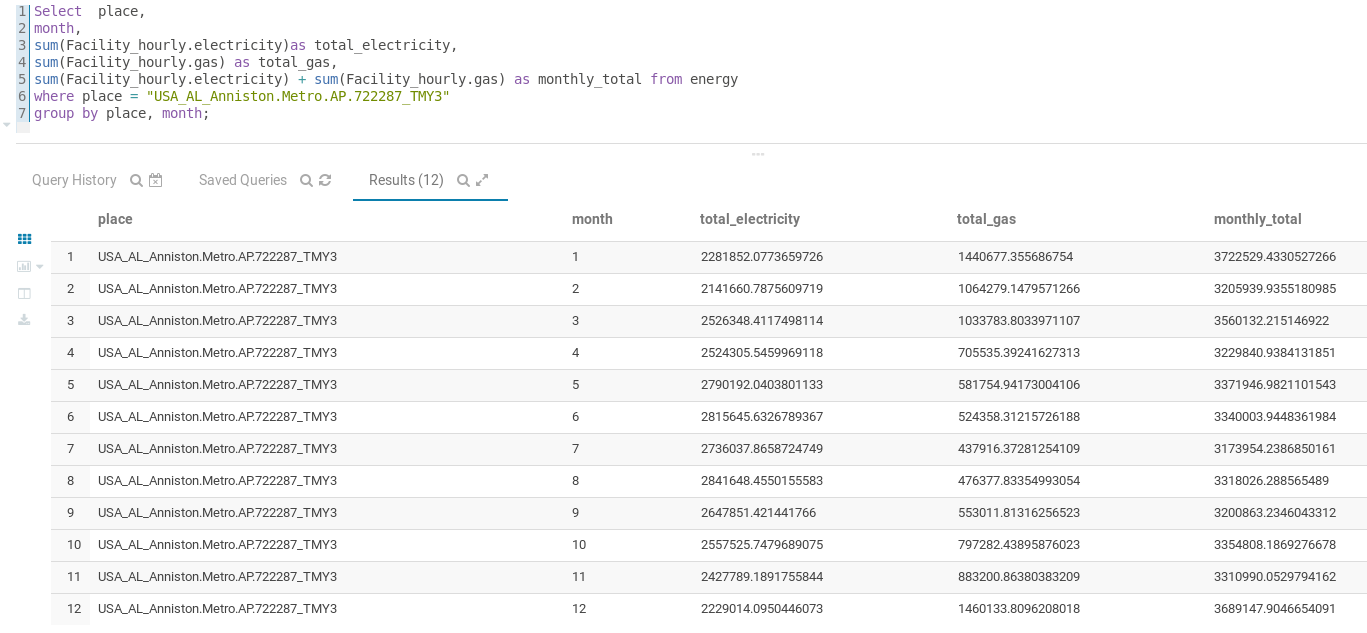 1 Select  place,
2 month,
3 sum(Facility_hourly.electricity)as total_electricity,
4 sum(Facility_hourly.gas) as total_gas,
5 sum(Facility_hourly.electricity) + sum(Facility_hourly.gas) as monthly_total from energy
6 where place = "USA_AL_Anniston.Metro.AP.722287_TMY3"
7 group by place, month;
Query History Saved Queries Results (12)
place month total_electricity total_gas monthly_total
1 USA_AL_Anniston.Metro.AP.722287_TMY3 1 2281852.0773659726 1440677.355686754 3722529.4330527266
2 USA_AL_Anniston.Metro.AP.722287_TMY3 2 2141660.7875609719 1064279.1479571266 3205939.9355180985
3 USA_AL_Anniston.Metro.AP.722287_TMY3 3 2526348.4117498114 1033783.8033971107 3560132.215146922
4 USA_AL_Anniston.Metro.AP.722287_TMY3 4 2524305.5459969118 705535.39241627313 3229840.9384131851
5 USA_AL_Anniston.Metro.AP.722287_TMY3 5 2790192.0403801133 581754.94173004106 3371946.9821101543
6 USA_AL_Anniston.Metro.AP.722287_TMY3 6 2815645.6326789367 524358.31215726188 3340003.9448361984
7 USA_AL_Anniston.Metro.AP.722287_TMY3 7 2736037.8658724749 437916.37281254109 3173954.2386850161
8 USA_AL_Anniston.Metro.AP.722287_TMY3 8 2841648.4550155583 476377.83354993054 3318026.288565489
9 USA_AL_Anniston.Metro.AP.722287_TMY3 9 2647851.421441766 553011.81316256523 3200863.2346043312
10 USA_AL_Anniston.Metro.AP.722287_TMY3 10 2557525.7479689075 797282.43895876023 3354808.1869276678
11 USA_AL_Anniston.Metro.AP.722287_TMY3 11 2427789.1891755844 883200.86380383209 3310990.0529794162
12 USA_AL_Anniston.Metro.AP.722287_TMY3 12 2229014.0950446073 1460133.8096208018 3689147.9046654091